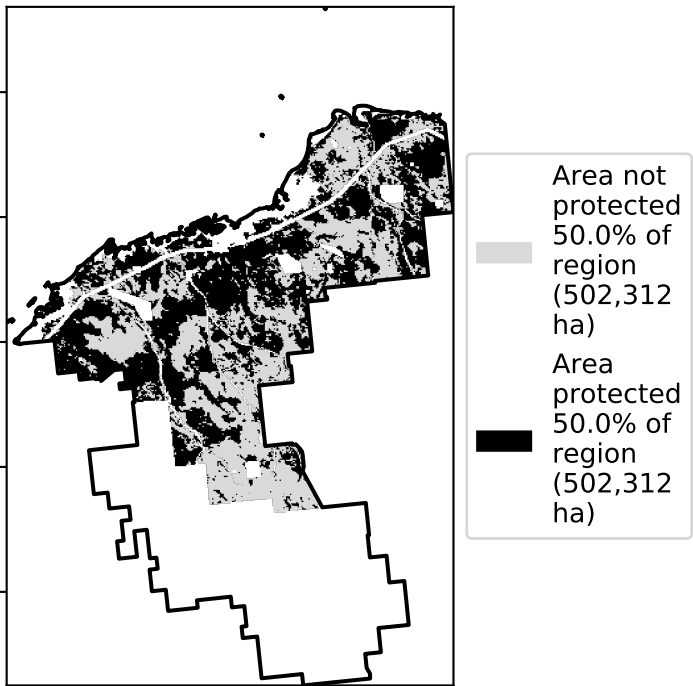 Area not
protected
50.0% of
region
(502,312
ha)
Area
protected
50.0% of
region
(502,312
ha)